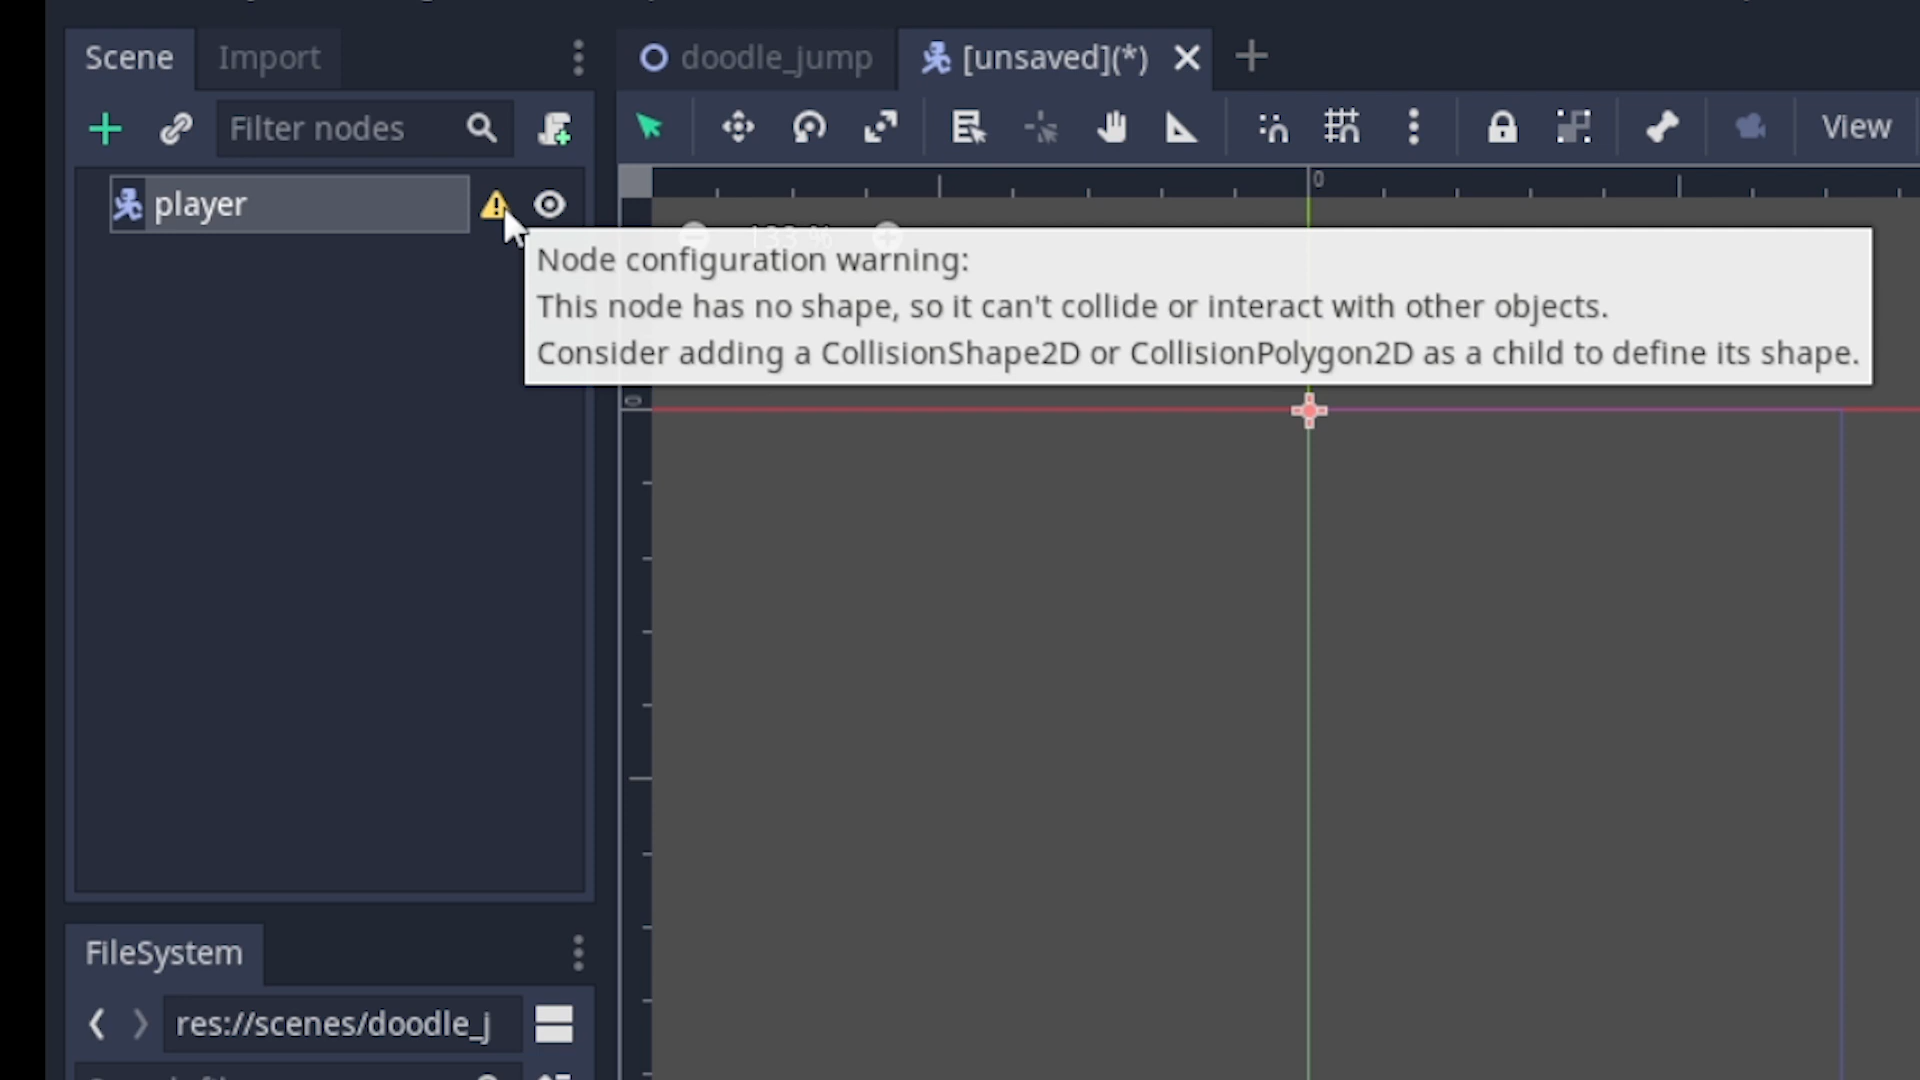 Scene
Import
doodle_jump
[unsaved](*)
Filter nodes
View
player
0
133 %
Node configuration warning:
This node has no shape, so it can't collide or interact with other objects.
Consider adding a CollisionShape2D or CollisionPolygon2D as a child to define its shape.
0
FileSystem
res://scenes/doodle_j